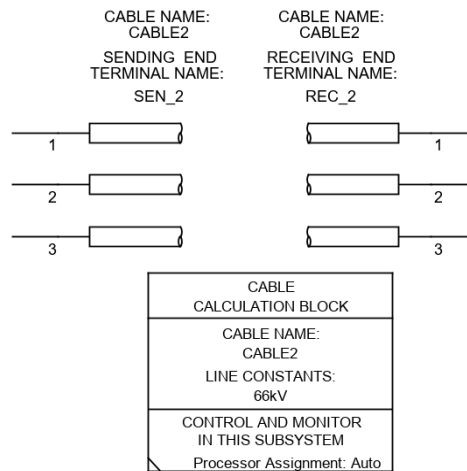 CABLE NAME:
CABLE2
SENDING END
TERMINAL NAME:
SEN_2
CABLE NAME:
CABLE2
RECEIVING END
TERMINAL NAME:
REC_2
1
1
2
2
3
3
CABLE
CALCULATION BLOCK
CABLE NAME:
CABLE2
LINE CONSTANTS:
66kV
CONTROL AND MONITOR
IN THIS SUBSYSTEM
Processor Assignment: Auto